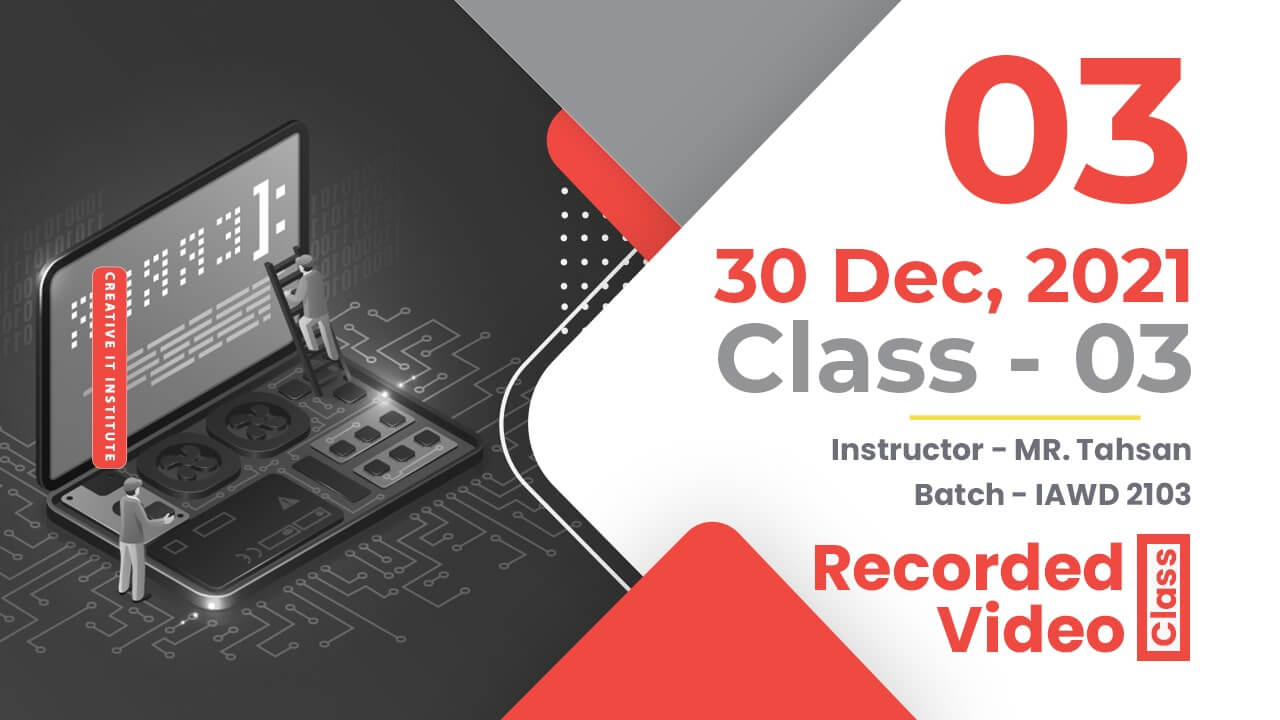 03
30 Dec, 2021
Class - 03
Instructor - MR. Tahsan
Batch - IAWD 2103
Recorded
Video
Class
CREATIVE IT INSTITUTE